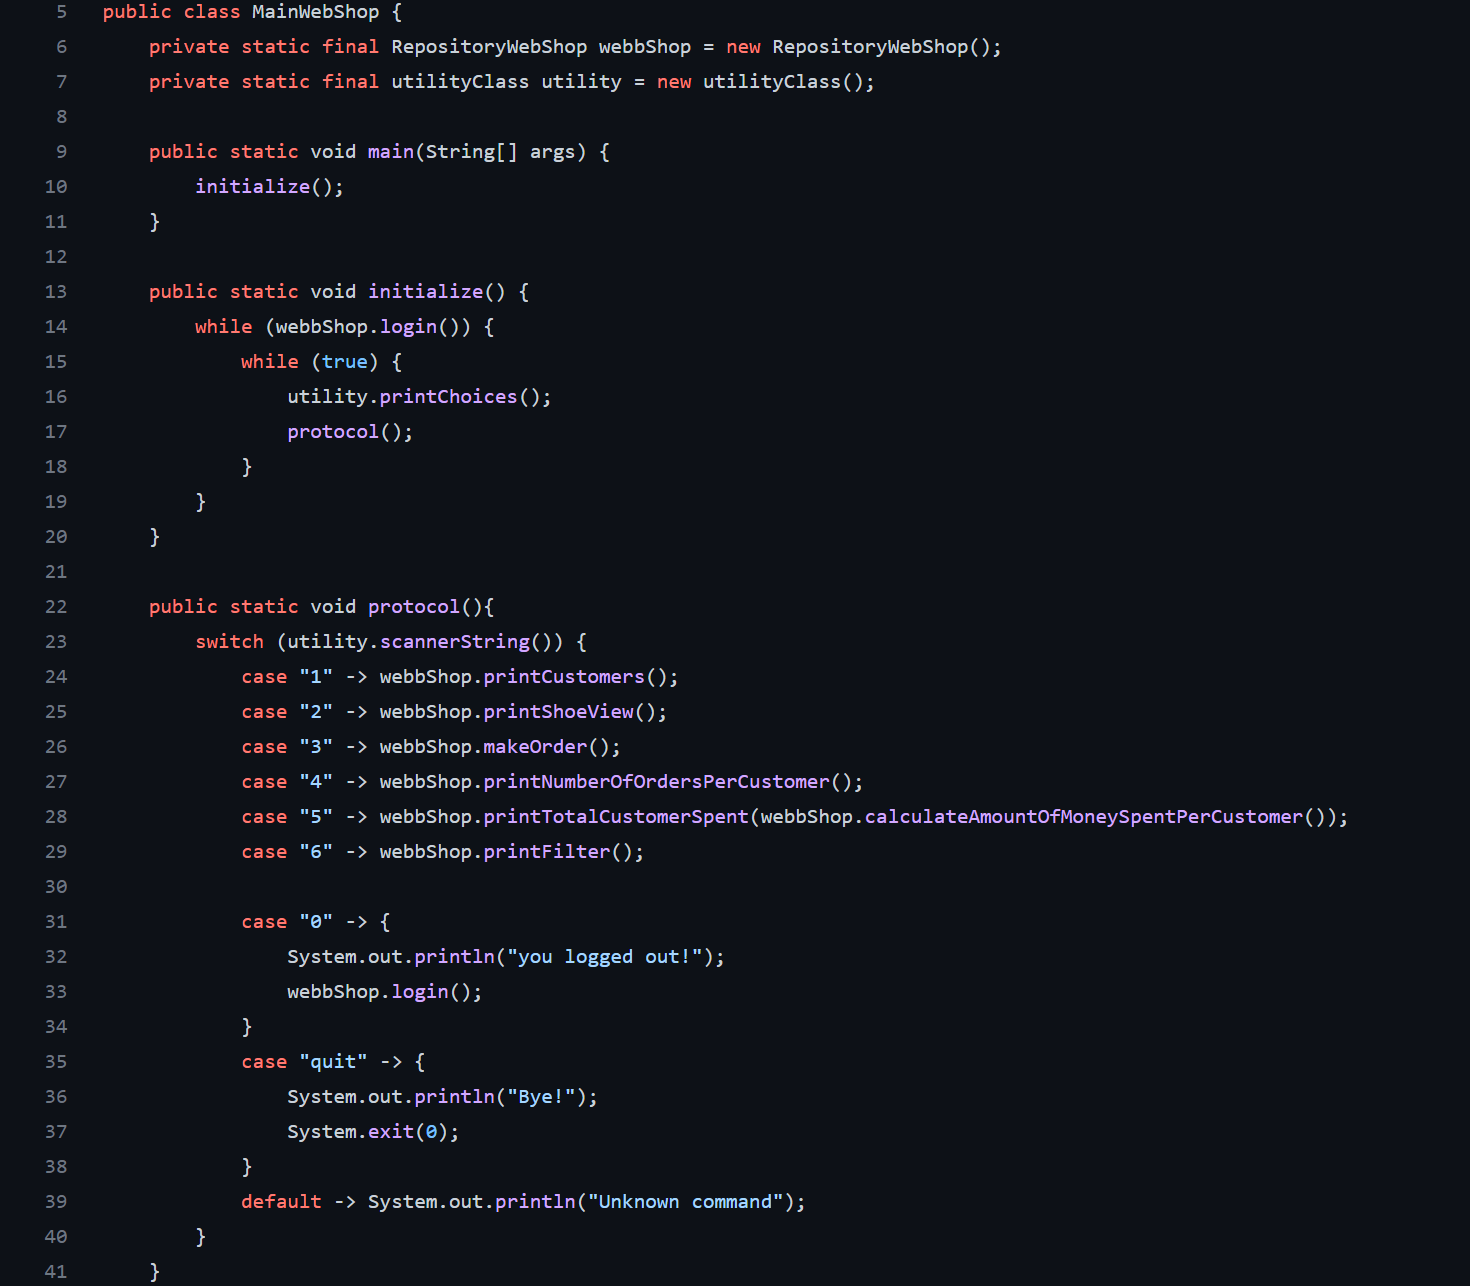 5 public class MainWebShop {
6     private static final RepositoryWebShop webbShop = new RepositoryWebShop();
7     private static final utilityClass utility = new utilityClass();
8
9     public static void main(String[] args) {
10         initialize();
11     }
12
13     public static void initialize() {
14         while (webbShop.login()) {
15             while (true) {
16                 utility.printChoices();
17                 protocol();
18             }
19         }
20     }
21
22     public static void protocol(){
23         switch (utility.scannerString()) {
24             case "1" -> webbShop.printCustomers();
25             case "2" -> webbShop.printShoeView();
26             case "3" -> webbShop.makeOrder();
27             case "4" -> webbShop.printNumberOfOrdersPerCustomer();
28             case "5" -> webbShop.printTotalCustomerSpent(webbShop.calculateAmountOfMoneySpentPerCustomer());
29             case "6" -> webbShop.printFilter();
30
31             case "0" -> {
32                 System.out.println("you logged out!");
33                 webbShop.login();
34             }
35             case "quit" -> {
36                 System.out.println("Bye!");
37                 System.exit(0);
38             }
39             default -> System.out.println("Unknown command");
40         }
41     }